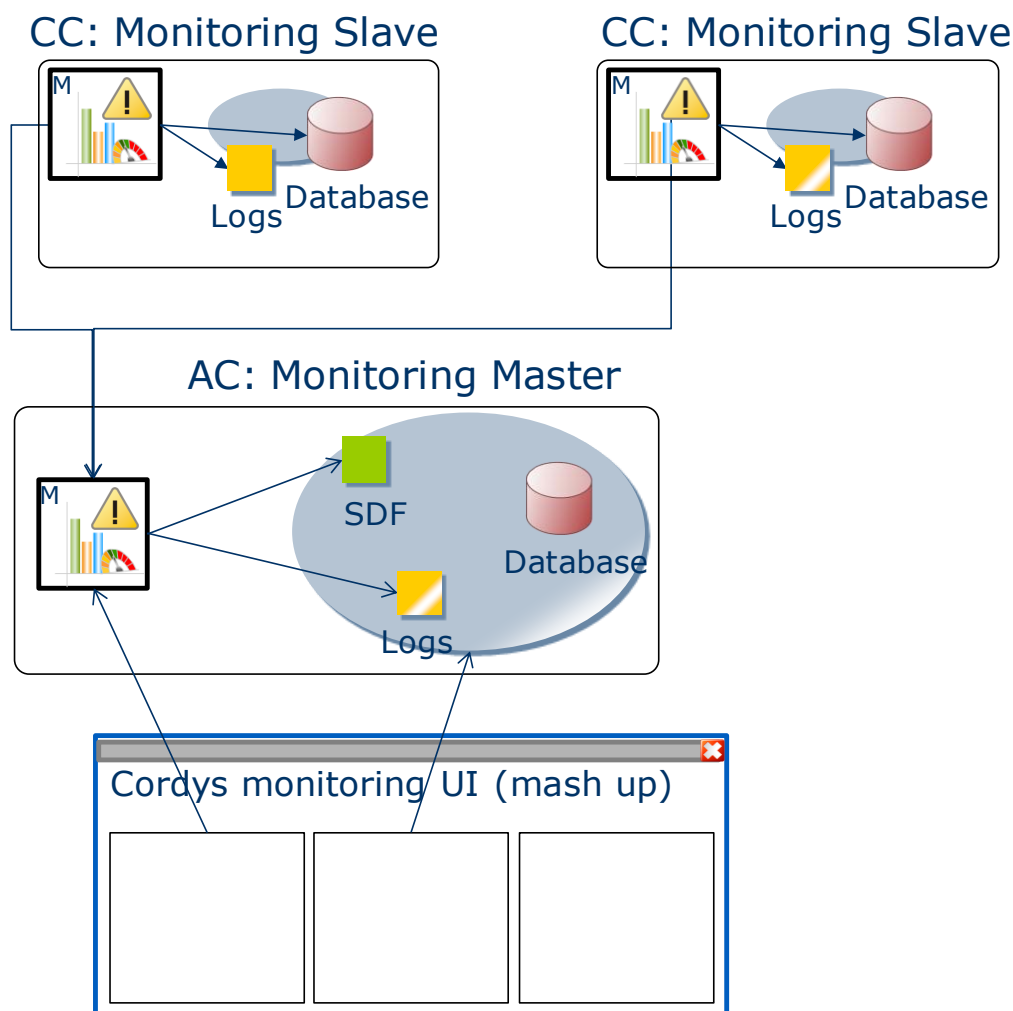 CC: Monitoring Slave
CC: Monitoring Slave
M
M
Database
Logs
Database
Logs
AC: Monitoring Master
M
SDF
Database
Logs
Cordys monitoring UI (mash up)